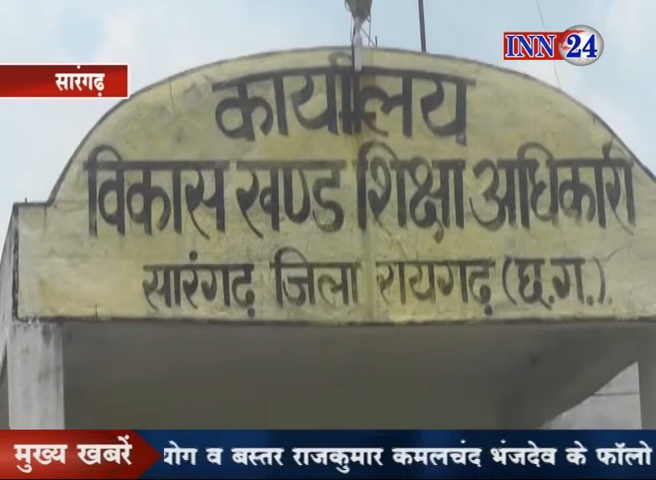 INN 24
सारंगढ़
कार्यालय
विकास खण्ड शिक्षा अधिकारी
सारंगढ़ जिला रायगढ़ (छ.ग.)
मुख्य खबरें
योग व बस्तर राजकुमार कमलचंद भंजदेव के फॉलो